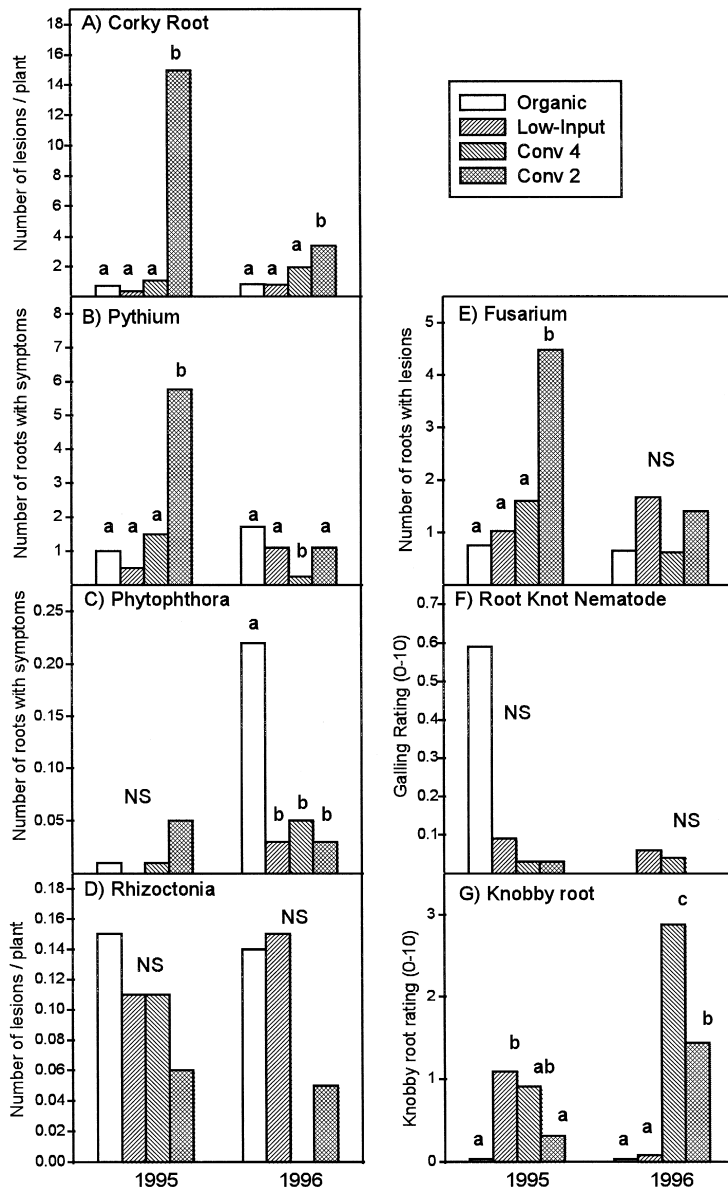 A) Corky Root
Number of lesions / plant
18
16
14
12
10
8
6
4
2
a a a b
a a a b
Organic
Low-Input
Conv 4
Conv 2
B) Pythium
Number of roots with symptoms
8
7
6
5
4
3
2
1
a a a b
a a b a
C) Phytophthora
Number of roots with symptoms
0.25
0.20
0.15
0.10
0.05
NS
a b b b
D) Rhizoctonia
Number of lesions / plant
0.18
0.16
0.14
0.12
0.10
0.08
0.06
0.04
0.02
0.00
NS
NS
1995 1996
E) Fusarium
Number of roots with lesions
5
4
3
2
1
a a a b
NS
F) Root Knot Nematode
Galling Rating (0-10)
0.7
0.6
0.5
0.4
0.3
0.2
0.1
NS
NS
G) Knobby root
Knobby root rating (0-10)
3
2
1
0
a b ab a
a a c b
1995 1996